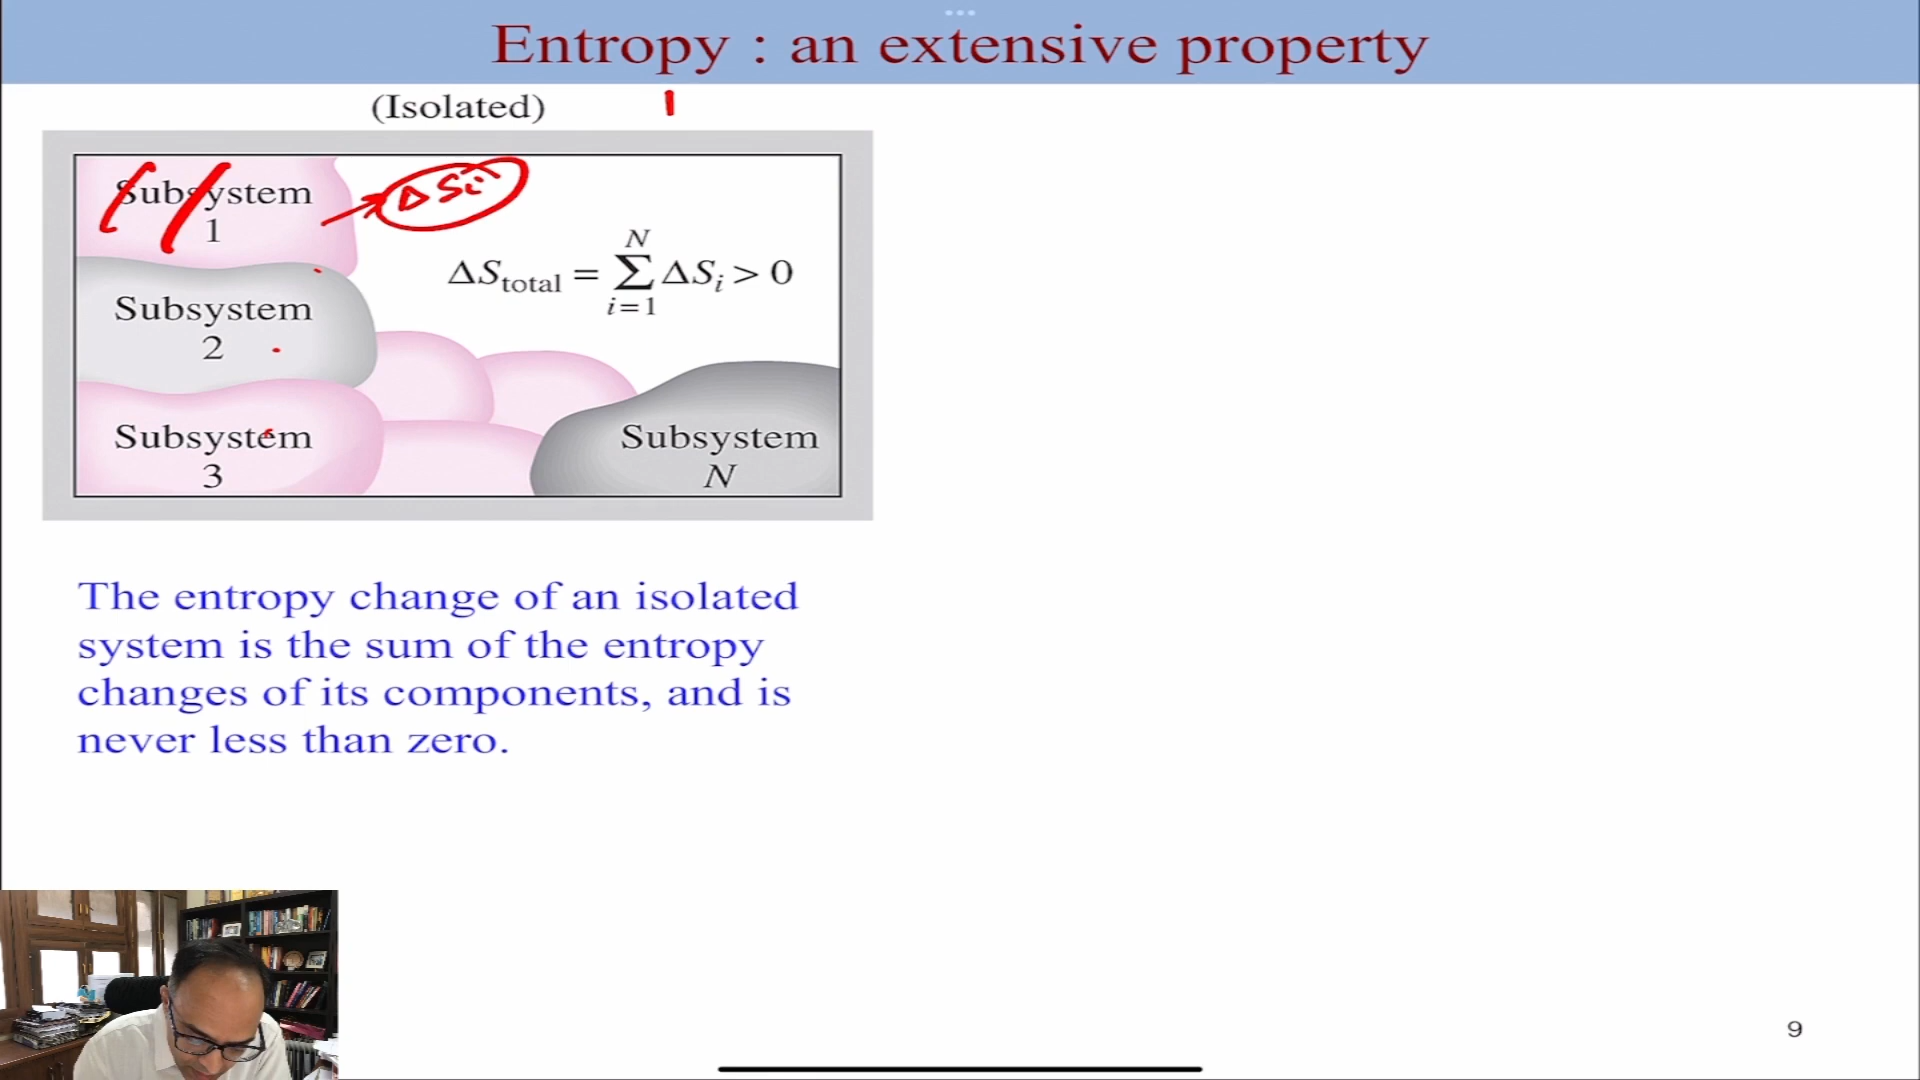 Entropy : an extensive property
(Isolated)
Subsystem
1
Δ Si
N
ΔStotal = ∑ ΔSi > 0
i=1
Subsystem
2
Subsystem
3
Subsystem
N
The entropy change of an isolated
system is the sum of the entropy
changes of its components, and is
never less than zero.
9